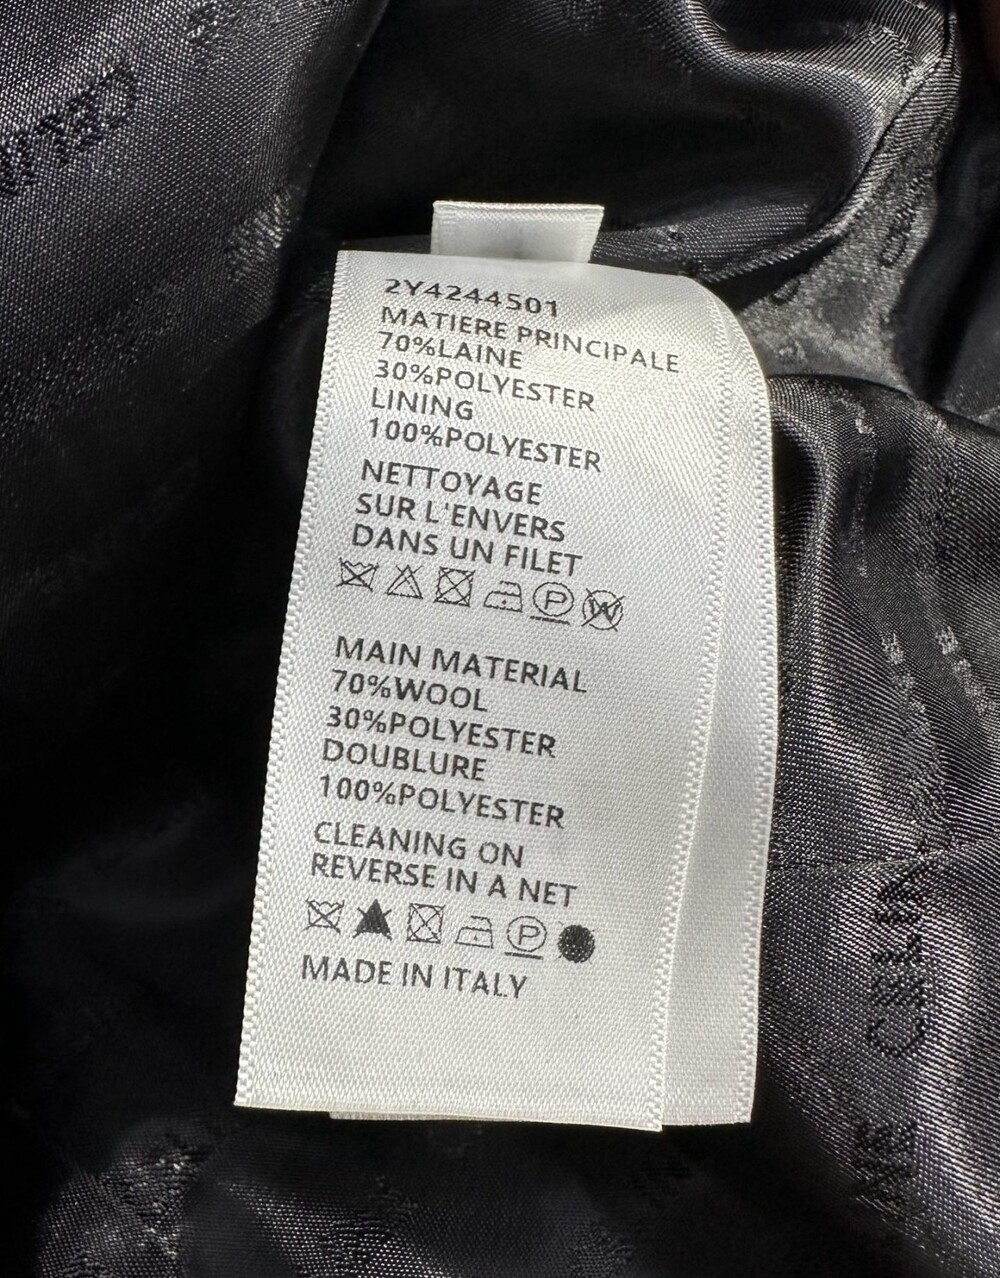 2Y4244501
MATIERE PRINCIPALE
70%LAINE
30%POLYESTER
LINING
100%POLYESTER
NETTOYAGE
SUR L'ENVERS
DANS UN FILET
P W
MAIN MATERIAL
70%WOOL
30%POLYESTER
DOUBLURE
100%POLYESTER
CLEANING ON
REVERSE IN A NET
P
MADE IN ITALY